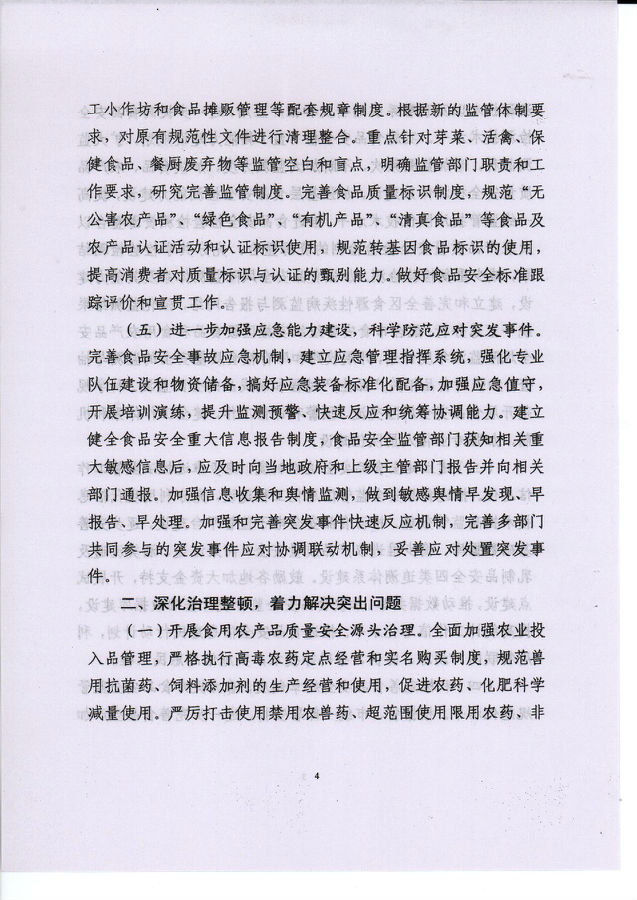 工小作坊和食品摊贩管理等配套规章制度。根据新的监管体制要
求，对原有规范性文件进行清理整合。重点针对芽菜、活禽、保
健食品、餐厨废弃物等监管空白和盲点，明确监管部门职责和工
作要求，研究完善监管制度。完善食品质量标识制度，规范“无
公害农产品”、“绿色食品”、“有机产品”、“清真食品”等食品及
农产品认证活动和认证标识使用，规范转基因食品标识的使用，
提高消费者对质量标识与认证的甄别能力。做好食品安全标准跟
踪评价和宣贯工作。
（五）进一步加强应急能力建设，科学防范应对突发事件。
完善食品安全事故应急机制，建立应急管理指挥系统，强化专业
队伍建设和物资储备，搞好应急装备标准化配备，加强应急值守，
开展培训演练，提升监测预警、快速反应和统筹协调能力。建立
健全食品安全重大信息报告制度，食品安全监管部门获知相关重
大敏感信息后，应及时向当地政府和上级主管部门报告并向相关
部门通报。加强信息收集和舆情监测，做到敏感舆情早发现、早
报告、早处理。加强和完善突发事件快速反应机制，完善多部门
共同参与的突发事件应对协调联动机制，妥善应对处置突发事
件。
二、深化治理整顿，着力解决突出问题
（一）开展食用农产品质量安全源头治理。全面加强农业投
入品管理，严格执行高毒农药定点经营和实名购买制度，规范兽
用抗菌药、饲料添加剂的生产经营和使用，促进农药、化肥科学
减量使用。严厉打击使用禁用农兽药、超范围使用限用农药，非
4